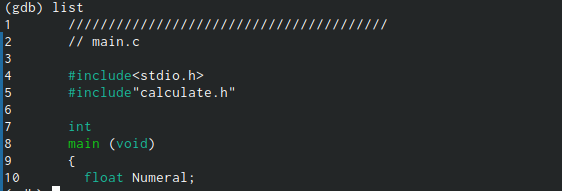 (gdb) list
1 ////////////////////////////////////////
2 // main.c
3
4 #include<stdio.h>
5 #include"calculate.h"
6
7 int
8 main (void)
9 {
10 float Numeral;